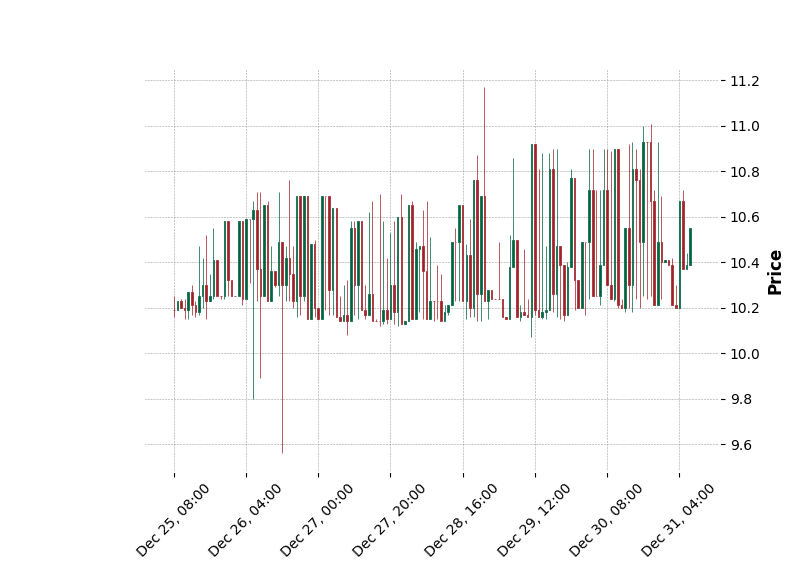 11.2
11.0
10.8
10.6
10.4
10.2
10.0
9.8
9.6
Price
Dec 25, 08:00
Dec 26, 04:00
Dec 27, 00:00
Dec 27, 20:00
Dec 28, 16:00
Dec 29, 12:00
Dec 30, 08:00
Dec 31, 04:00